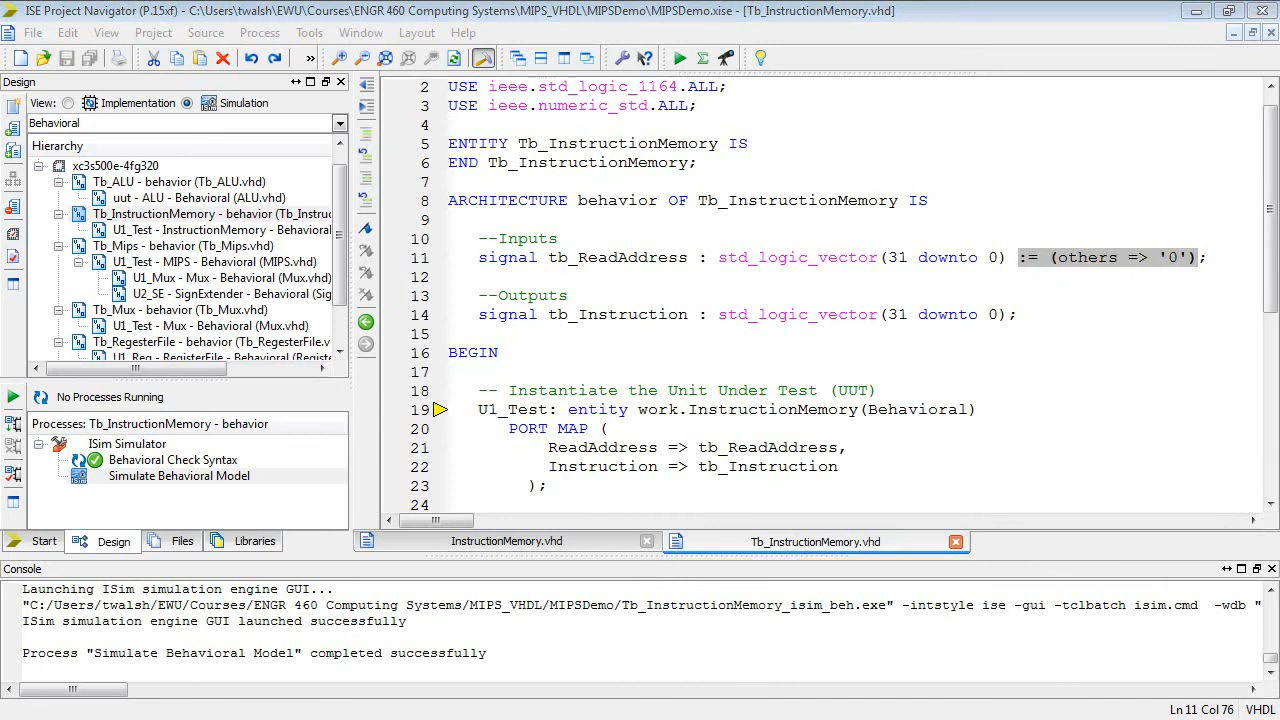 ISE Project Navigator (P.15xf) - C:\Users\twalsh\EWU\Courses\ENGR 460 Computing Systems\MIPS_VHDL\MIPSDemo\MIPSDemo.xise - [Tb_InstructionMemory.vhd]
File Edit View Project Source Process Tools Window Layout Help
Design
View: Implementation Simulation
Behavioral
Hierarchy
xc3s500e-4fg320
Tb_ALU - behavior (Tb_ALU.vhd)
uut - ALU - Behavioral (ALU.vhd)
Tb_InstructionMemory - behavior (Tb_Instruc
U1_Test - InstructionMemory - Behavioral
Tb_Mips - behavior (Tb_Mips.vhd)
U1_Test - MIPS - Behavioral (MIPS.vhd)
U1_Mux - Mux - Behavioral (Mux.vhd)
U2_SE - SignExtender - Behavioral (Sig
Tb_Mux - behavior (Tb_Mux.vhd)
U1_Test - Mux - Behavioral (Mux.vhd)
Tb_RegesterFile - behavior (Tb_RegesterFile.v
U1_Reg - RegesterFile - Behavioral (Registe
No Processes Running
Processes: Tb_InstructionMemory - behavior
ISim Simulator
Behavioral Check Syntax
Simulate Behavioral Model
Start Design Files Libraries
2 USE ieee.std_logic_1164.ALL;
3 USE ieee.numeric_std.ALL;
4
5 ENTITY Tb_InstructionMemory IS
6 END Tb_InstructionMemory;
7
8 ARCHITECTURE behavior OF Tb_InstructionMemory IS
9
10 --Inputs
11 signal tb_ReadAddress : std_logic_vector(31 downto 0) := (others => '0');
12
13 --Outputs
14 signal tb_Instruction : std_logic_vector(31 downto 0);
15
16 BEGIN
17
18 -- Instantiate the Unit Under Test (UUT)
19 U1_Test: entity work.InstructionMemory(Behavioral)
20 PORT MAP (
21 ReadAddress => tb_ReadAddress,
22 Instruction => tb_Instruction
23 );
24
InstructionMemory.vhd Tb_InstructionMemory.vhd
Console
Launching ISim simulation engine GUI...
"C:/Users/twalsh/EWU/Courses/ENGR 460 Computing Systems/MIPS_VHDL/MIPSDemo/Tb_InstructionMemory_isim_beh.exe" -intstyle ise -gui -tclbatch isim.cmd -wdb "
ISim simulation engine GUI launched successfully
Process "Simulate Behavioral Model" completed successfully
Ln 11 Col 76 VHDL